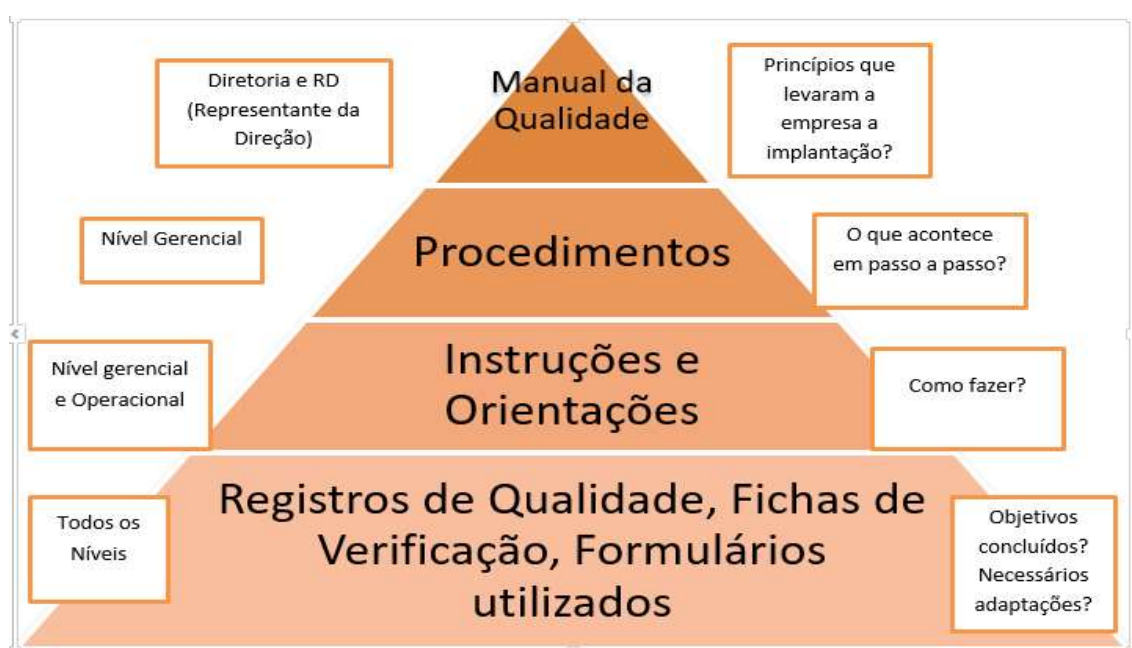 Diretoria e RD
(Representante da
Direção)
Manual da
Qualidade
Princípios que
levaram a
empresa a
implantação?
Nível Gerencial
Procedimentos
O que acontece
em passo a passo?
Nível gerencial
e Operacional
Instruções e
Orientações
Como fazer?
Todos os
Níveis
Registros de Qualidade, Fichas de
Verificação, Formulários
utilizados
Objetivos
concluídos?
Necessários
adaptações?